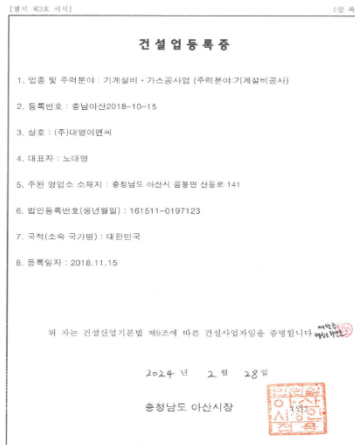 [별지 제3호 서식]
건설업등록증
1. 업종 및 주력분야 : 기계설비·가스공사업 (주력분야:기계설비공사)
2. 등록번호 : 충남아산2018-10-15
3. 상호 : (주)대영이앤씨
4. 대표자 : 노대영
5. 주된 영업소 소재지 : 충청남도 아산시 음봉면 산동로 141
6. 법인등록번호(생년월일) : 161511-0197123
7. 국적(소속 국가명) : 대한민국
8. 등록일자 : 2018.11.15
위 자는 건설산업기본법 제9조에 따른 건설사업자임을 증명합니다
2024 년 2 월 28 일
충청남도 아산시장